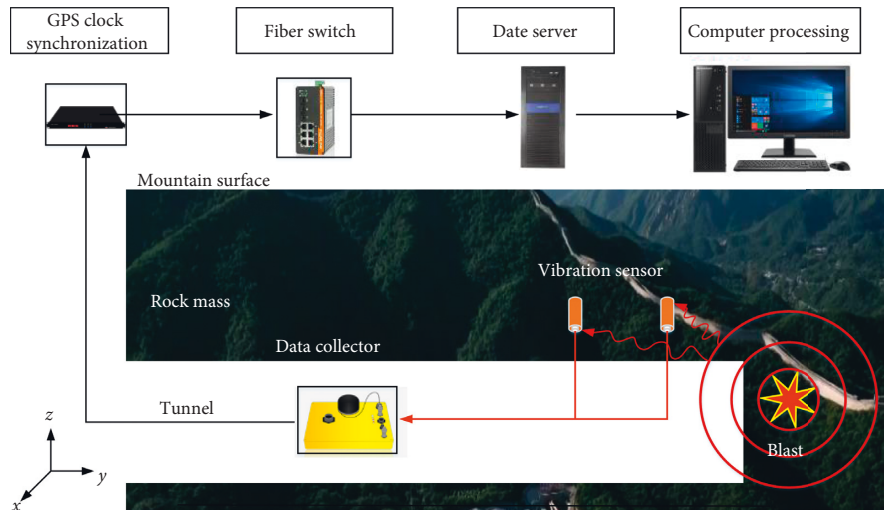 GPS clock
synchronization
Fiber switch
Date server
Computer processing
Mountain surface
Vibration sensor
Rock mass
Data collector
Tunnel
Blast
z
y
x